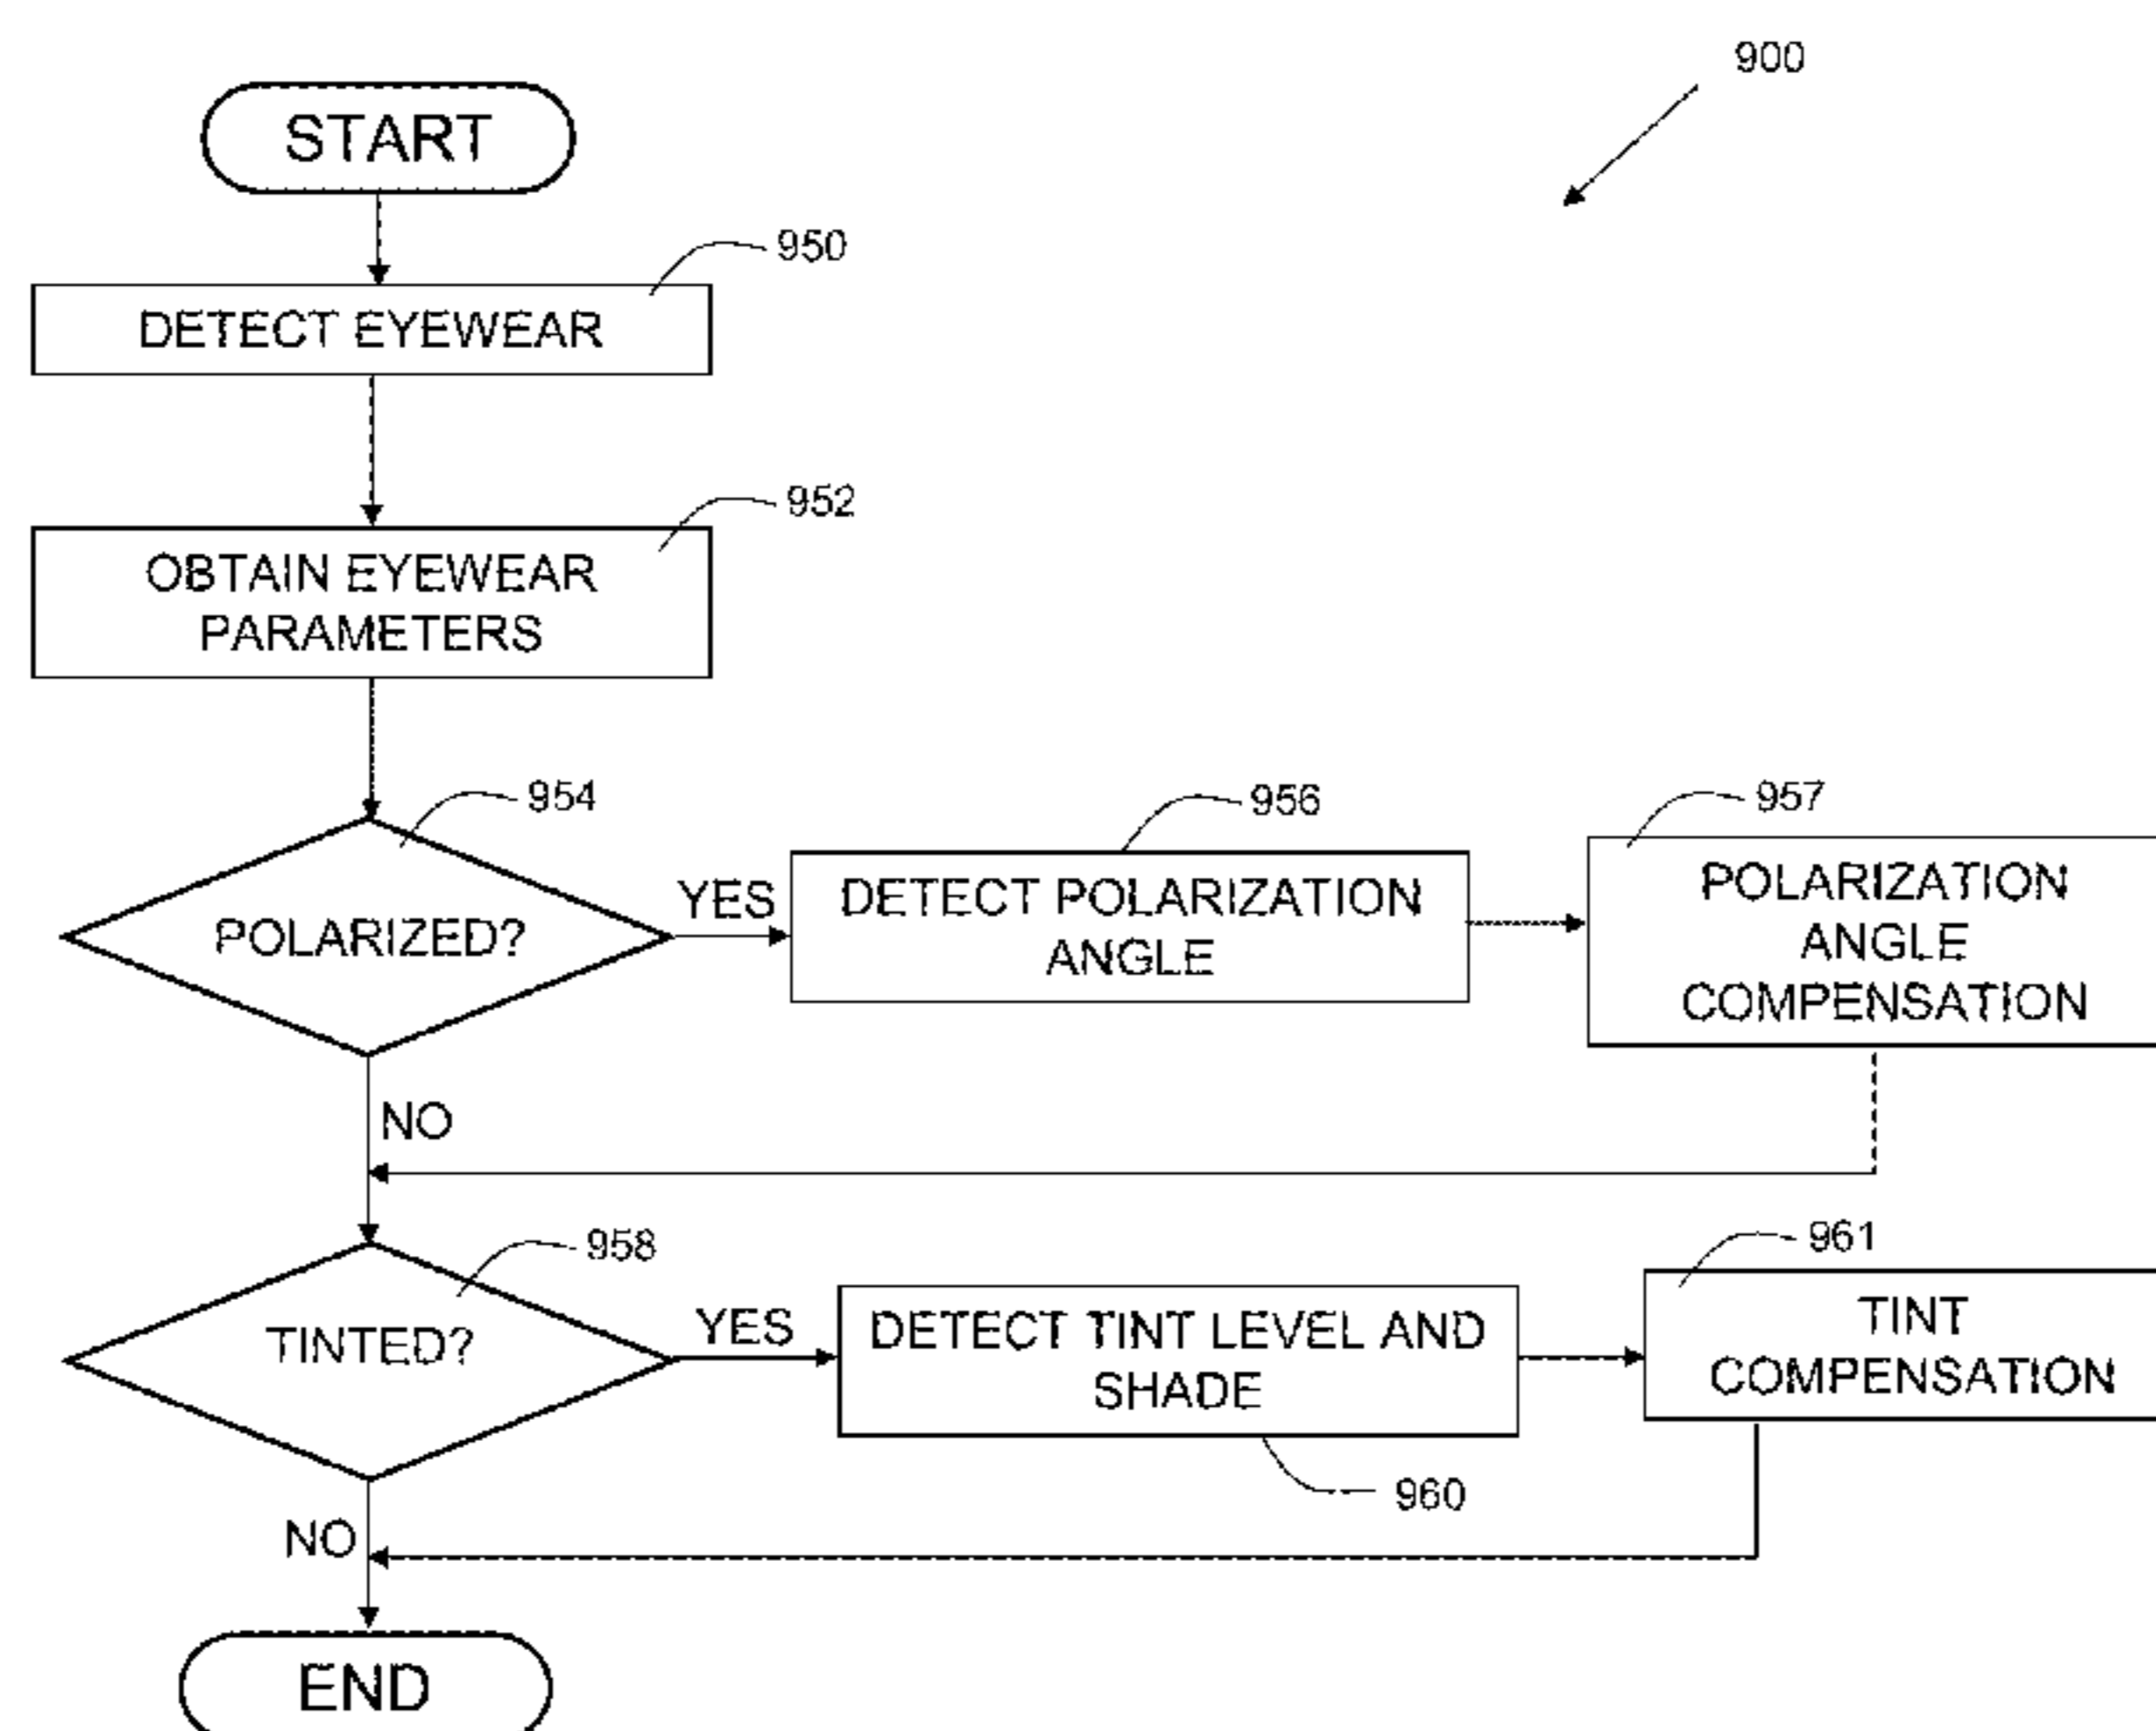 900
START
950
DETECT EYEWEAR
952
OBTAIN EYEWEAR
PARAMETERS
954
POLARIZED?
YES
956
DETECT POLARIZATION
ANGLE
957
POLARIZATION
ANGLE
COMPENSATION
NO
958
TINTED?
YES
DETECT TINT LEVEL AND
SHADE
960
961
TINT
COMPENSATION
NO
END